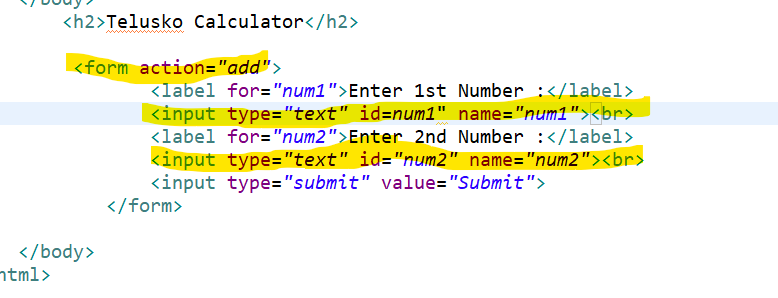 </body>
<h2>Telusko Calculator</h2>
<form action="add">
<label for="num1">Enter 1st Number :</label>
<input type="text" id=num1" name="num1"><br>
<label for="num2">Enter 2nd Number :</label>
<input type="text" id="num2" name="num2"><br>
<input type="submit" value="Submit">
</form>
</body>
html>